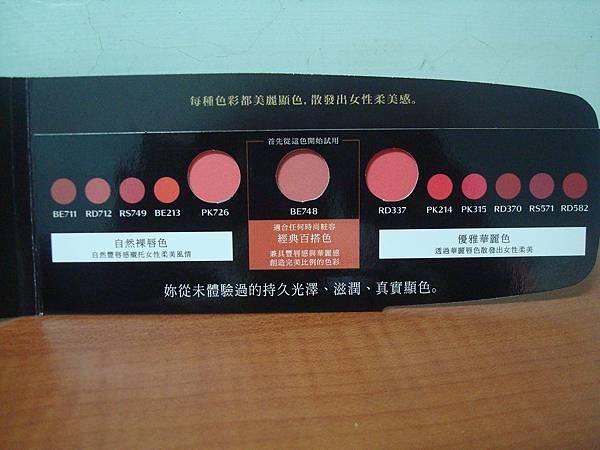 每種色彩都美麗顯色，散發出女性柔美感。
首先從這色開始試用
BE711 RD712 RS749 BE213 PK726 BE748 RD337 PK214 PK315 RD370 RS571 RD582
自然裸唇色
自然豐唇感襯托女性柔美風情
適合任何時尚粧容
經典百搭色
兼具豐唇感與華麗感
創造完美比例的色彩
優雅華麗色
透過華麗唇色散發出女性柔美
妳從未體驗過的持久光澤、滋潤、真實顯色。